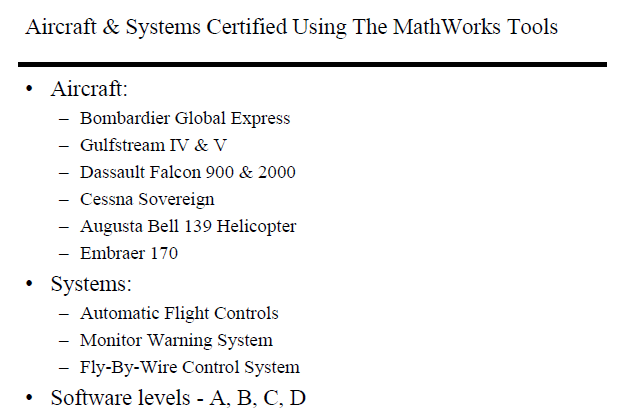 Aircraft & Systems Certified Using The MathWorks Tools
• Aircraft:
– Bombardier Global Express
– Gulfstream IV & V
– Dassault Falcon 900 & 2000
– Cessna Sovereign
– Augusta Bell 139 Helicopter
– Embraer 170
• Systems:
– Automatic Flight Controls
– Monitor Warning System
– Fly-By-Wire Control System
• Software levels - A, B, C, D